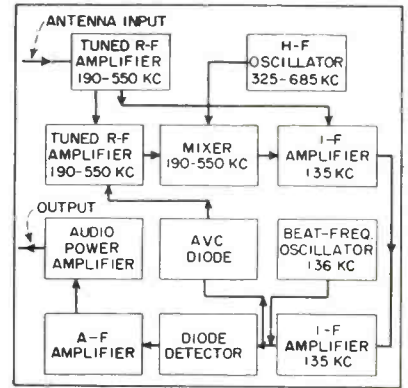 ANTENNA INPUT
TUNED R-F
AMPLIFIER
190-550 KC
H-F
OSCILLATOR
325-685 KC
TUNED R-F
AMPLIFIER
190-550 KC
MIXER
190-550 KC
I-F
AMPLIFIER
135 KC
OUTPUT
AUDIO
POWER
AMPLIFIER
AVC
DIODE
BEAT-FREQ.
OSCILLATOR
136 KC
A-F
AMPLIFIER
DIODE
DETECTOR
I-F
AMPLIFIER
135 KC